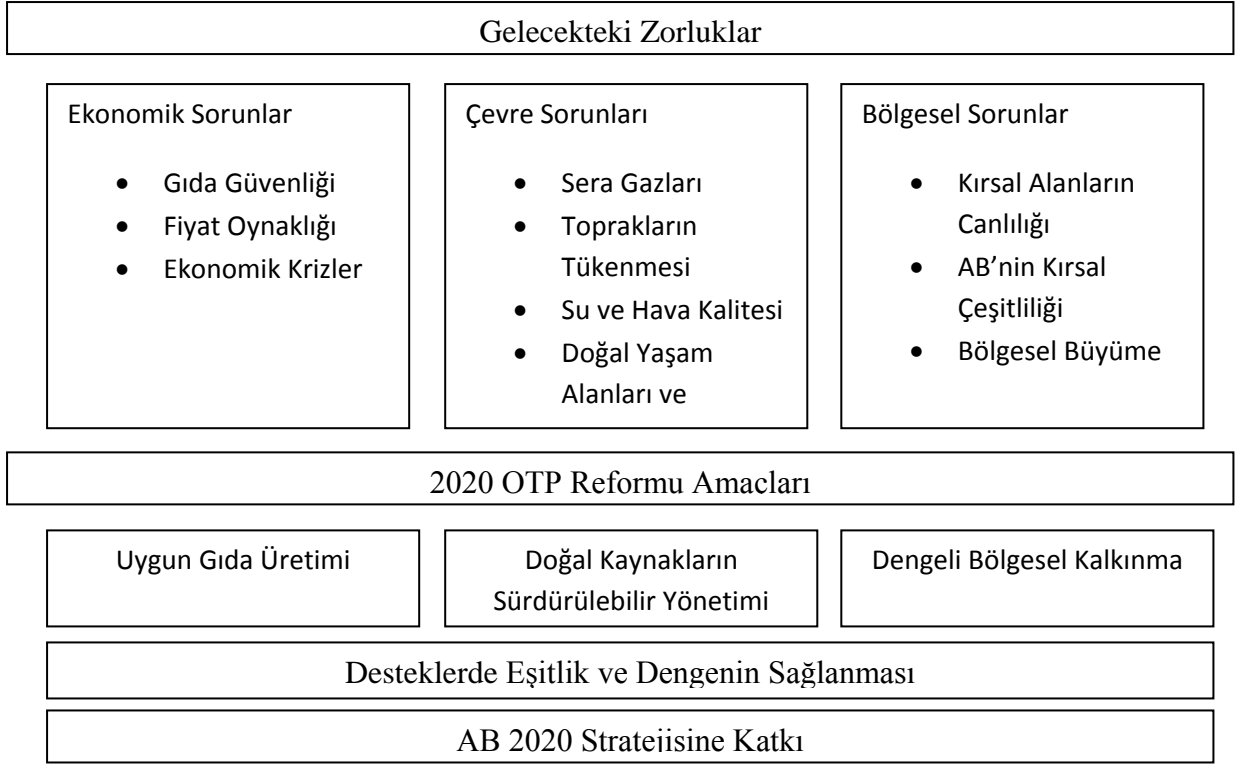 Gelecekteki Zorluklar
Ekonomik Sorunlar
• Gıda Güvenliği
• Fiyat Oynaklığı
• Ekonomik Krizler
Çevre Sorunları
• Sera Gazları
• Toprakların
Tükenmesi
• Su ve Hava Kalitesi
• Doğal Yaşam
Alanları ve
Bölgesel Sorunlar
• Kırsal Alanların
Canlılığı
• AB’nin Kırsal
Çeşitliliği
• Bölgesel Büyüme
2020 OTP Reformu Amaçları
Uygun Gıda Üretimi
Doğal Kaynakların
Sürdürülebilir Yönetimi
Dengeli Bölgesel Kalkınma
Desteklerde Eşitlik ve Dengenin Sağlanması
AB 2020 Stratejisine Katkı